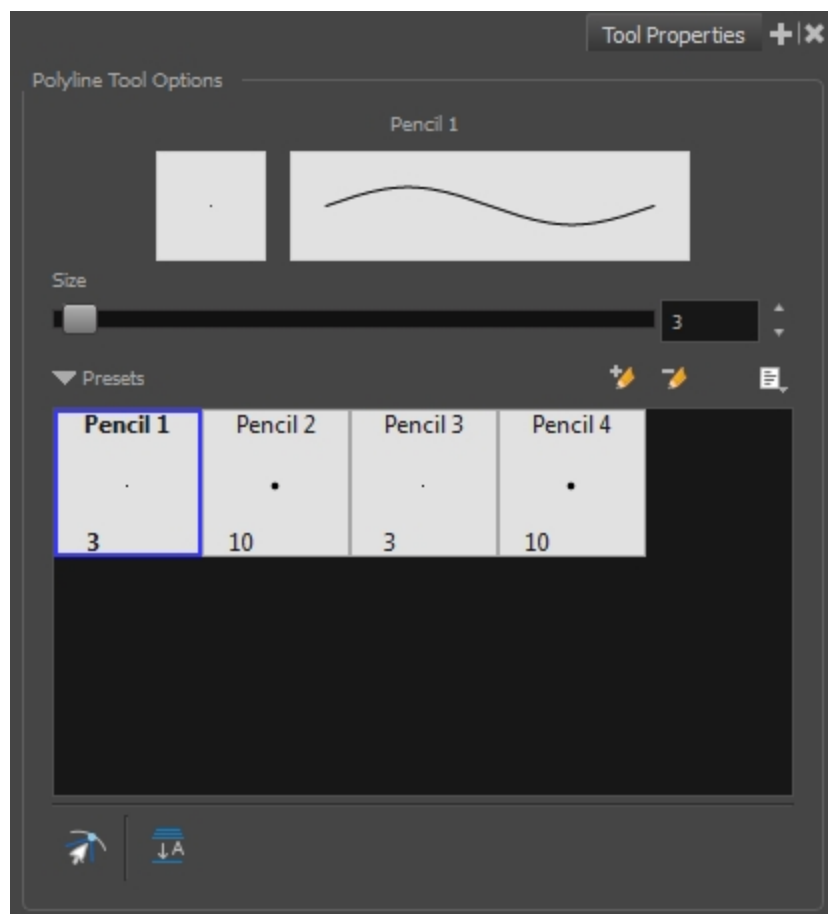 Tool Properties
Polyline Tool Options
Pencil 1
Size
3
Presets
Pencil 1 Pencil 2 Pencil 3 Pencil 4
3 10 3 10
A